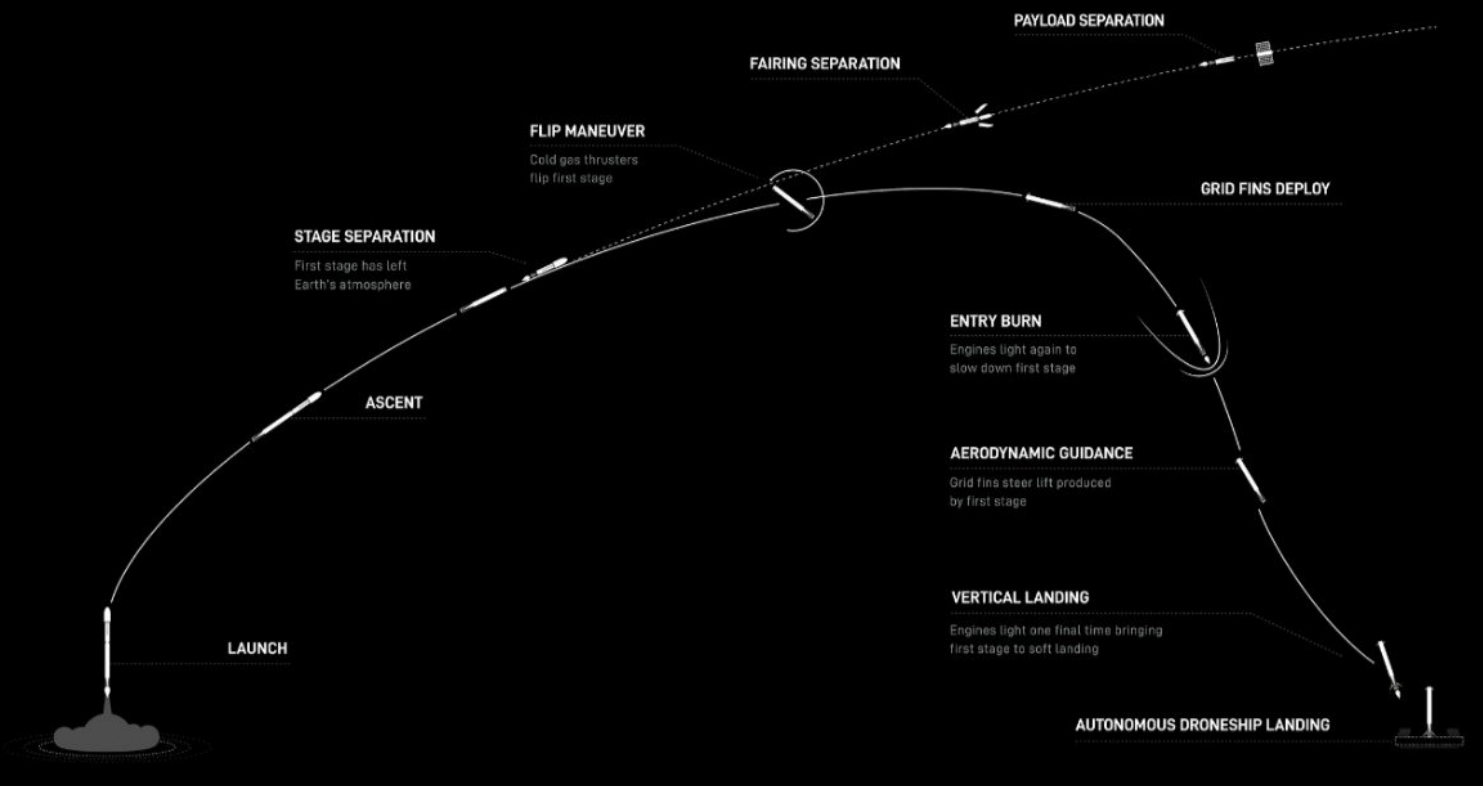 PAYLOAD SEPARATION
FAIRING SEPARATION
FLIP MANEUVER
Cold gas thrusters
flip first stage
GRID FINS DEPLOY
STAGE SEPARATION
First stage has left
Earth's atmosphere
ENTRY BURN
Engines light again to
slow down first stage
ASCENT
AERODYNAMIC GUIDANCE
Grid fins steer lift produced
by first stage
VERTICAL LANDING
Engines light one final time bringing
first stage to soft landing
LAUNCH
AUTONOMOUS DRONESHIP LANDING